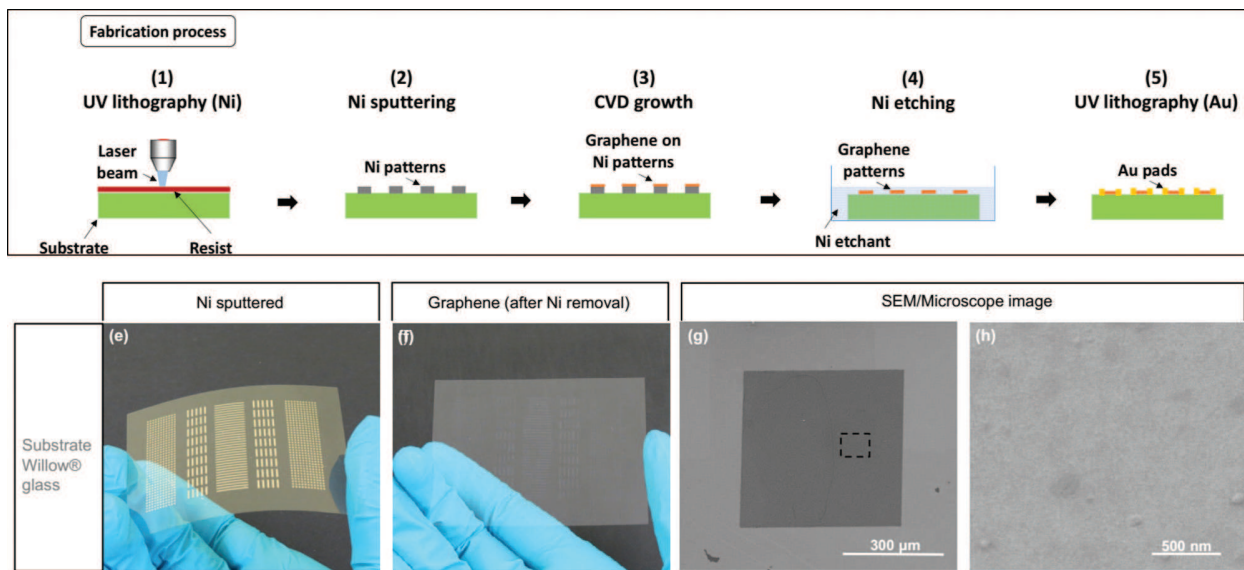 Fabrication process
(1)
UV lithography (Ni)
Laser
beam
Substrate
Resist
(2)
Ni sputtering
Ni patterns
(3)
CVD growth
Graphene on
Ni patterns
(4)
Ni etching
Graphene
patterns
Ni etchant
(5)
UV lithography (Au)
Au pads
Ni sputtered
Graphene (after Ni removal)
SEM/Microscope image
Substrate
Willow®
glass
(e)
(f)
(g)
300 µm
(h)
500 nm